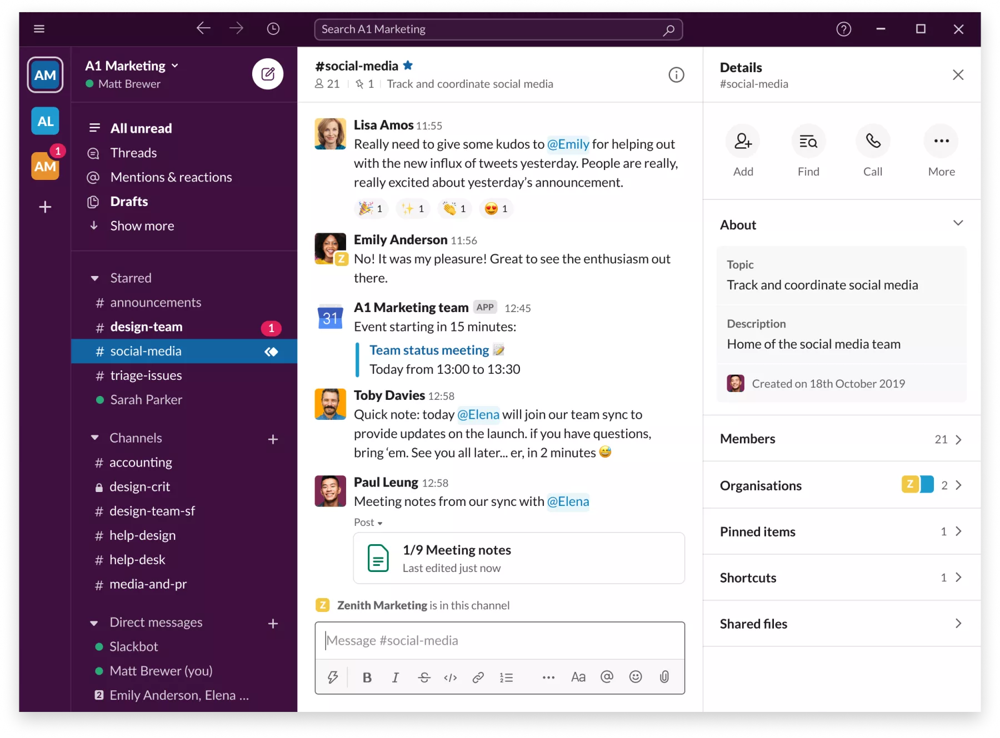 Search A1 Marketing
AM
AL
1
AM
A1 Marketing
Matt Brewer
All unread
Threads
Mentions & reactions
Drafts
Show more
Starred
# announcements
# design-team 1
# social-media
# triage-issues
Sarah Parker
Channels
# accounting
design-crit
# design-team-sf
# help-design
# help-desk
# media-and-pr
Direct messages
Slackbot
Matt Brewer (you)
2 Emily Anderson, Elena ...
#social-media
21 1 Track and coordinate social media
Lisa Amos 11:55
Really need to give some kudos to @Emily for helping out
with the new influx of tweets yesterday. People are really,
really excited about yesterday’s announcement.
1 1 1 1
Emily Anderson 11:56
Z
No! It was my pleasure! Great to see the enthusiasm out
there.
31
A1 Marketing team APP 12:45
Event starting in 15 minutes:
Team status meeting
Today from 13:00 to 13:30
Toby Davies 12:58
Quick note: today @Elena will join our team sync to
provide updates on the launch. if you have questions,
bring ‘em. See you all later... er, in 2 minutes
Paul Leung 12:58
Meeting notes from our sync with @Elena
Post
1/9 Meeting notes
Last edited just now
Z Zenith Marketing is in this channel
Message #social-media
B I S </> Aa @
Details
#social-media
Add Find Call More
About
Topic
Track and coordinate social media
Description
Home of the social media team
Created on 18th October 2019
Members 21
Organisations Z 2
Pinned items 1
Shortcuts 1
Shared files